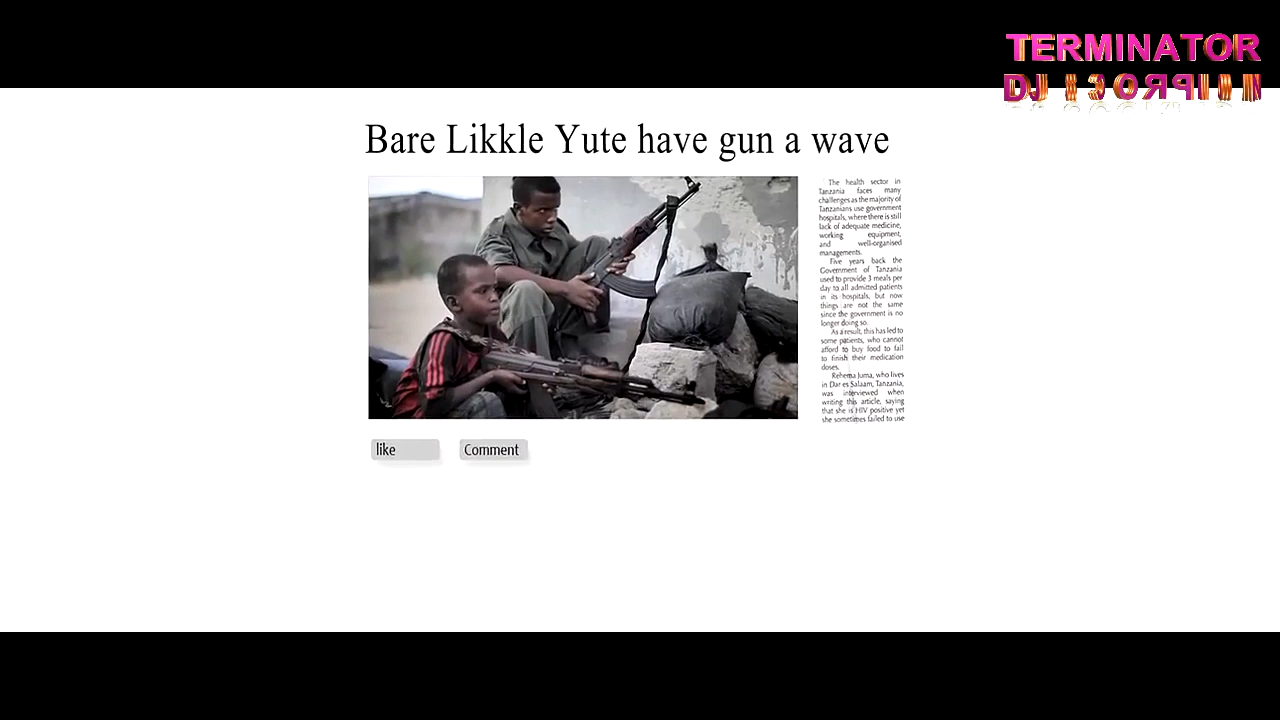 TERMINATOR
DJ
Bare Likkle Yute have gun a wave
The health sector in
Tanzania faces many
challenges as the majority of
Tanzanians use government
hospitals, where there is still
lack of adequate medicine,
working equipment,
and well-organised
managements.
Five years back the
Government of Tanzania
used to provide 3 meals per
day to all admitted patients
in its hospitals, but now
things are not the same
since the government is no
longer doing so.
As a result, this has led to
some patients, who cannot
afford to buy food to fail
to finish their medication
doses.
Rehema Juma, who lives
in Dar es Salaam, Tanzania,
was interviewed when
writing this article, saying
that she is HIV positive yet
she sometimes failed to use
like
Comment